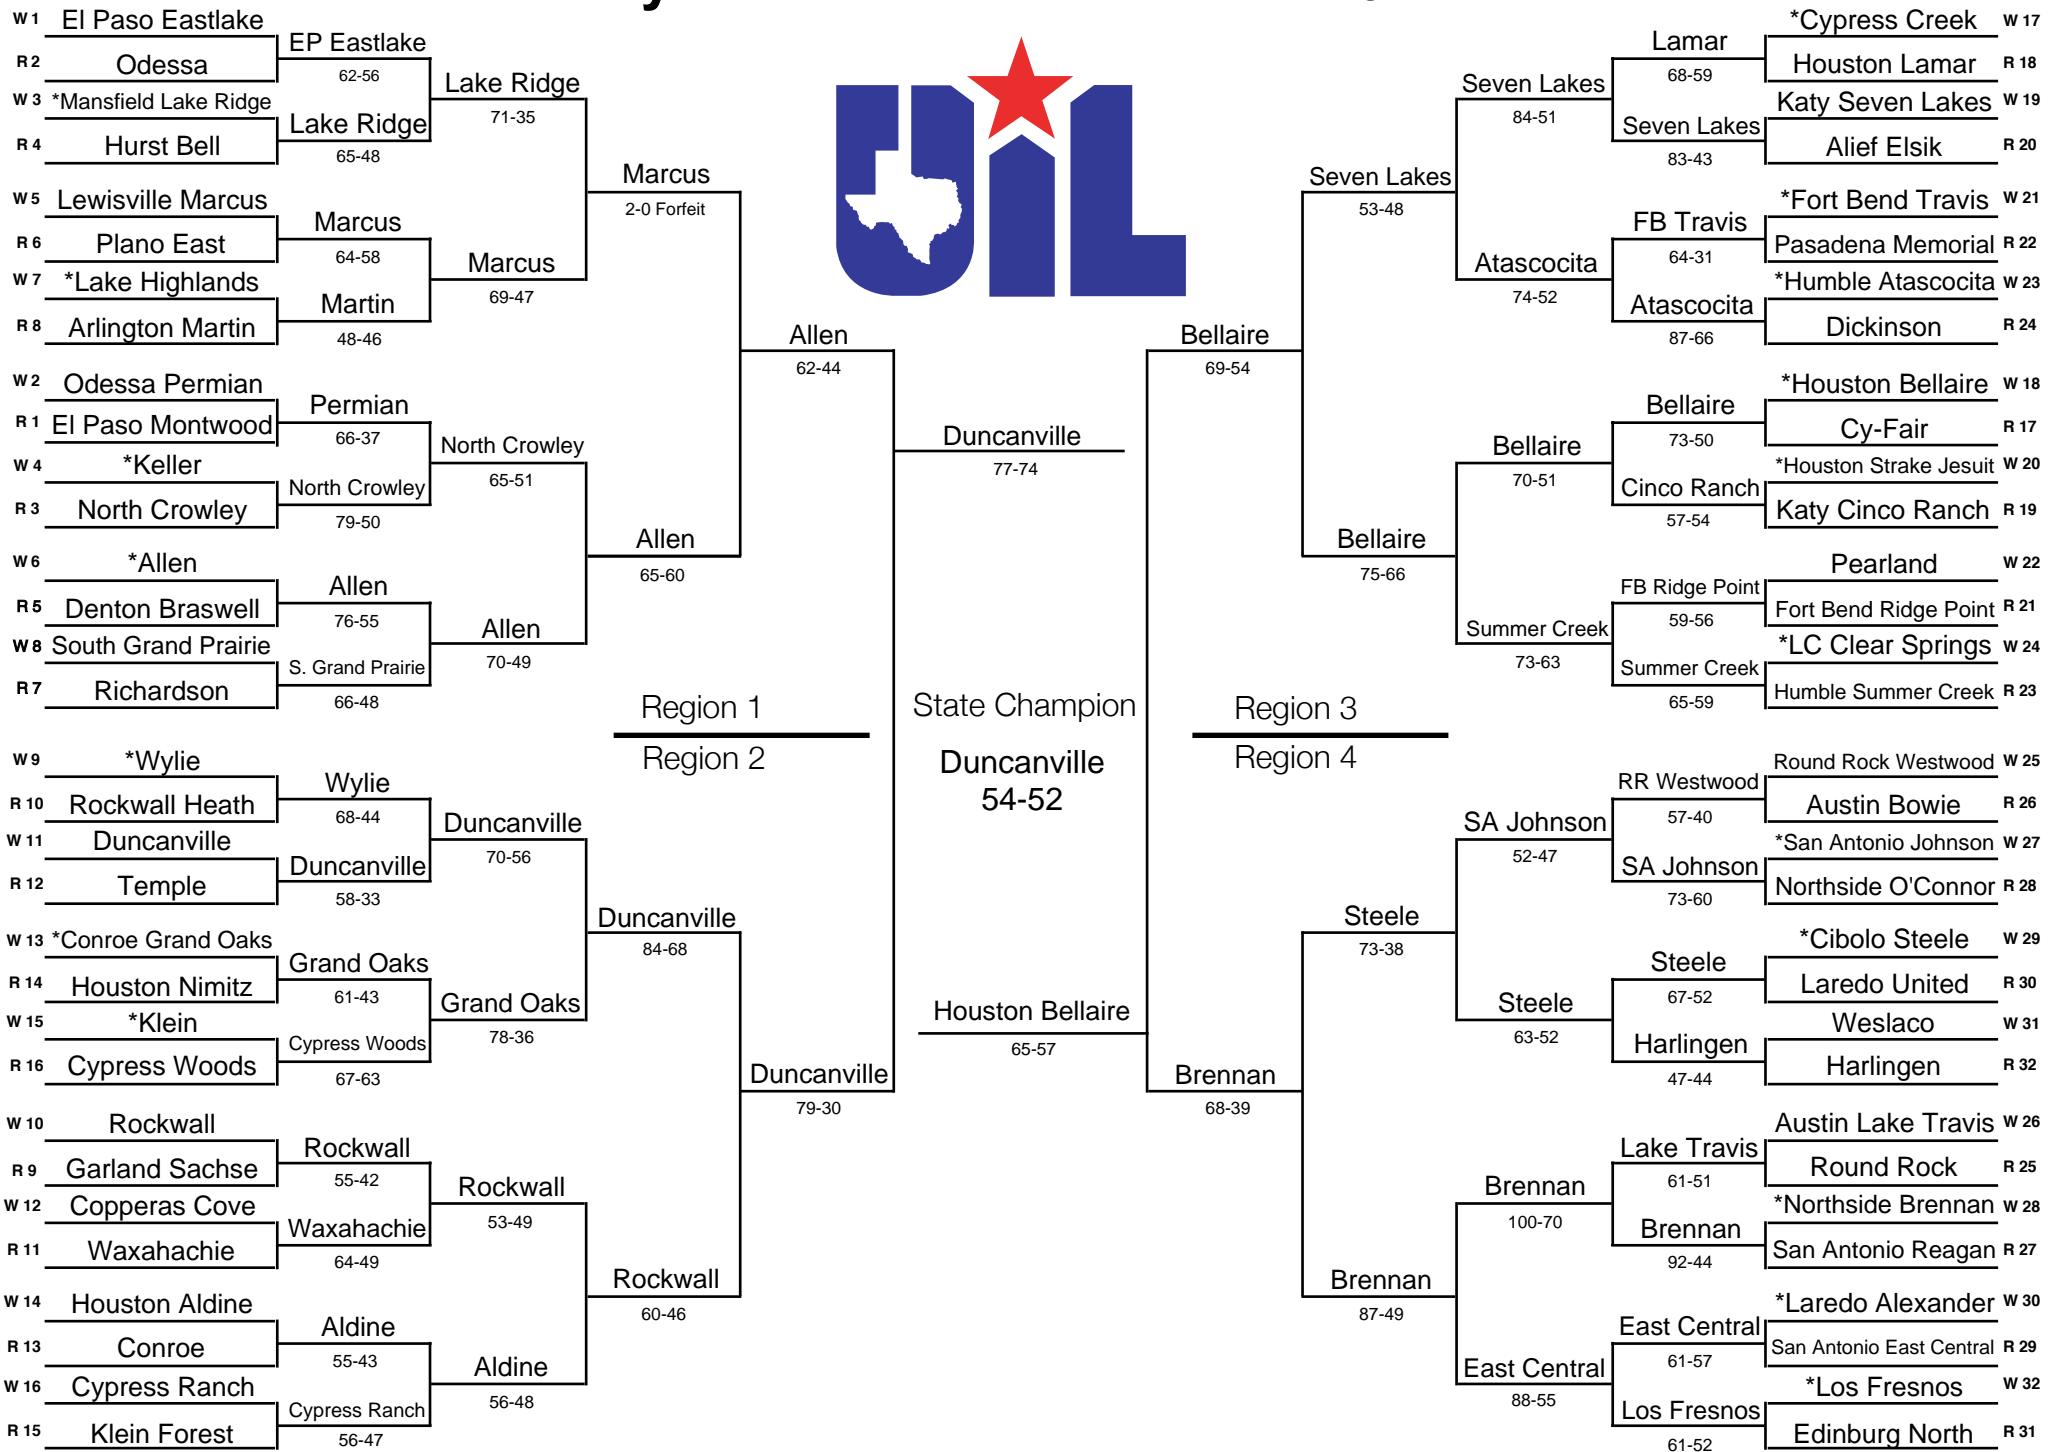 W 1 El Paso Eastlake
R 2 Odessa
W 3 *Mansfield Lake Ridge
R 4 Hurst Bell
W 5 Lewisville Marcus
R 6 Plano East
W 7 *Lake Highlands
R 8 Arlington Martin
W 2 Odessa Permian
R 1 El Paso Montwood
W 4 *Keller
R 3 North Crowley
W 6 *Allen
R 5 Denton Braswell
W 8 South Grand Prairie
R 7 Richardson
W 9 *Wylie
R 10 Rockwall Heath
W 11 Duncanville
R 12 Temple
W 13 *Conroe Grand Oaks
R 14 Houston Nimitz
W 15 *Klein
R 16 Cypress Woods
W 10 Rockwall
R 9 Garland Sachse
W 12 Copperas Cove
R 11 Waxahachie
W 14 Houston Aldine
R 13 Conroe
W 16 Cypress Ranch
R 15 Klein Forest
EP Eastlake
62-56
Lake Ridge
65-48
Marcus
64-58
Martin
48-46
Permian
66-37
North Crowley
79-50
Allen
76-55
S. Grand Prairie
66-48
Wylie
68-44
Duncanville
58-33
Grand Oaks
61-43
Cypress Woods
67-63
Rockwall
55-42
Waxahachie
64-49
Aldine
55-43
Cypress Ranch
56-47
Lake Ridge
71-35
Marcus
69-47
North Crowley
65-51
Allen
70-49
Duncanville
70-56
Grand Oaks
78-36
Rockwall
53-49
Aldine
56-48
Marcus
2-0 Forfeit
Allen
65-60
Duncanville
84-68
Rockwall
60-46
Allen
62-44
Duncanville
79-30
Region 1
Region 2
UIL
Duncanville
77-74
State Champion
Duncanville
54-52
Houston Bellaire
65-57
Region 3
Region 4
Bellaire
69-54
Brennan
68-39
Seven Lakes
53-48
Bellaire
75-66
Steele
73-38
Brennan
87-49
Seven Lakes
84-51
Atascocita
74-52
Bellaire
70-51
Summer Creek
73-63
SA Johnson
52-47
Steele
63-52
Brennan
100-70
East Central
88-55
Lamar
68-59
Seven Lakes
83-43
FB Travis
64-31
Atascocita
87-66
Bellaire
73-50
Cinco Ranch
57-54
FB Ridge Point
59-56
Summer Creek
65-59
RR Westwood
57-40
SA Johnson
73-60
Steele
67-52
Harlingen
47-44
Lake Travis
61-51
Brennan
92-44
East Central
61-57
Los Fresnos
61-52
*Cypress Creek W 17
Houston Lamar R 18
Katy Seven Lakes W 19
Alief Elsik R 20
*Fort Bend Travis W 21
Pasadena Memorial R 22
*Humble Atascocita W 23
Dickinson R 24
*Houston Bellaire W 18
Cy-Fair R 17
*Houston Strake Jesuit W 20
Katy Cinco Ranch R 19
Pearland W 22
Fort Bend Ridge Point R 21
*LC Clear Springs W 24
Humble Summer Creek R 23
Round Rock Westwood W 25
Austin Bowie R 26
*San Antonio Johnson W 27
Northside O'Connor R 28
*Cibolo Steele W 29
Laredo United R 30
Weslaco W 31
Harlingen R 32
Austin Lake Travis W 26
Round Rock R 25
*Northside Brennan W 28
San Antonio Reagan R 27
*Laredo Alexander W 30
San Antonio East Central R 29
*Los Fresnos W 32
Edinburg North R 31